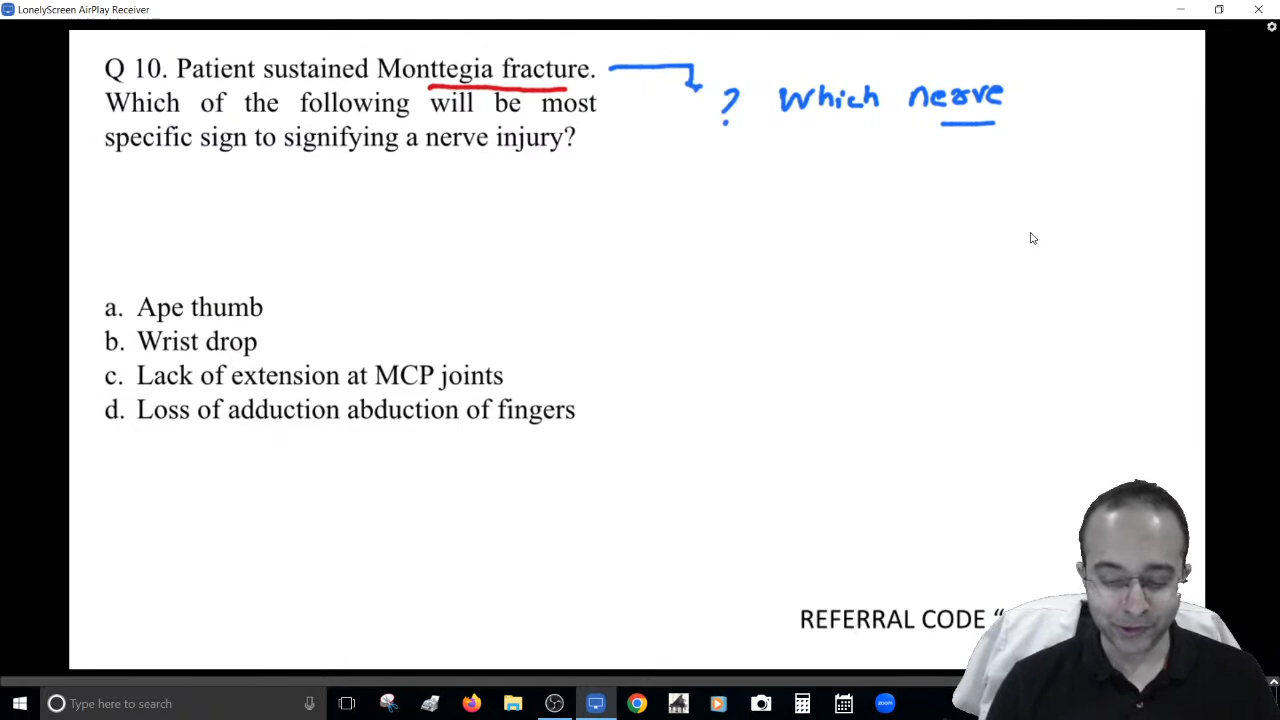 LonelyScreen AirPlay Receiver
Q 10. Patient sustained Monttegia fracture.
Which of the following will be most
specific sign to signifying a nerve injury?
? Which nerve
a. Ape thumb
b. Wrist drop
c. Lack of extension at MCP joints
d. Loss of adduction abduction of fingers
REFERRAL CODE “
Type here to search
zoom